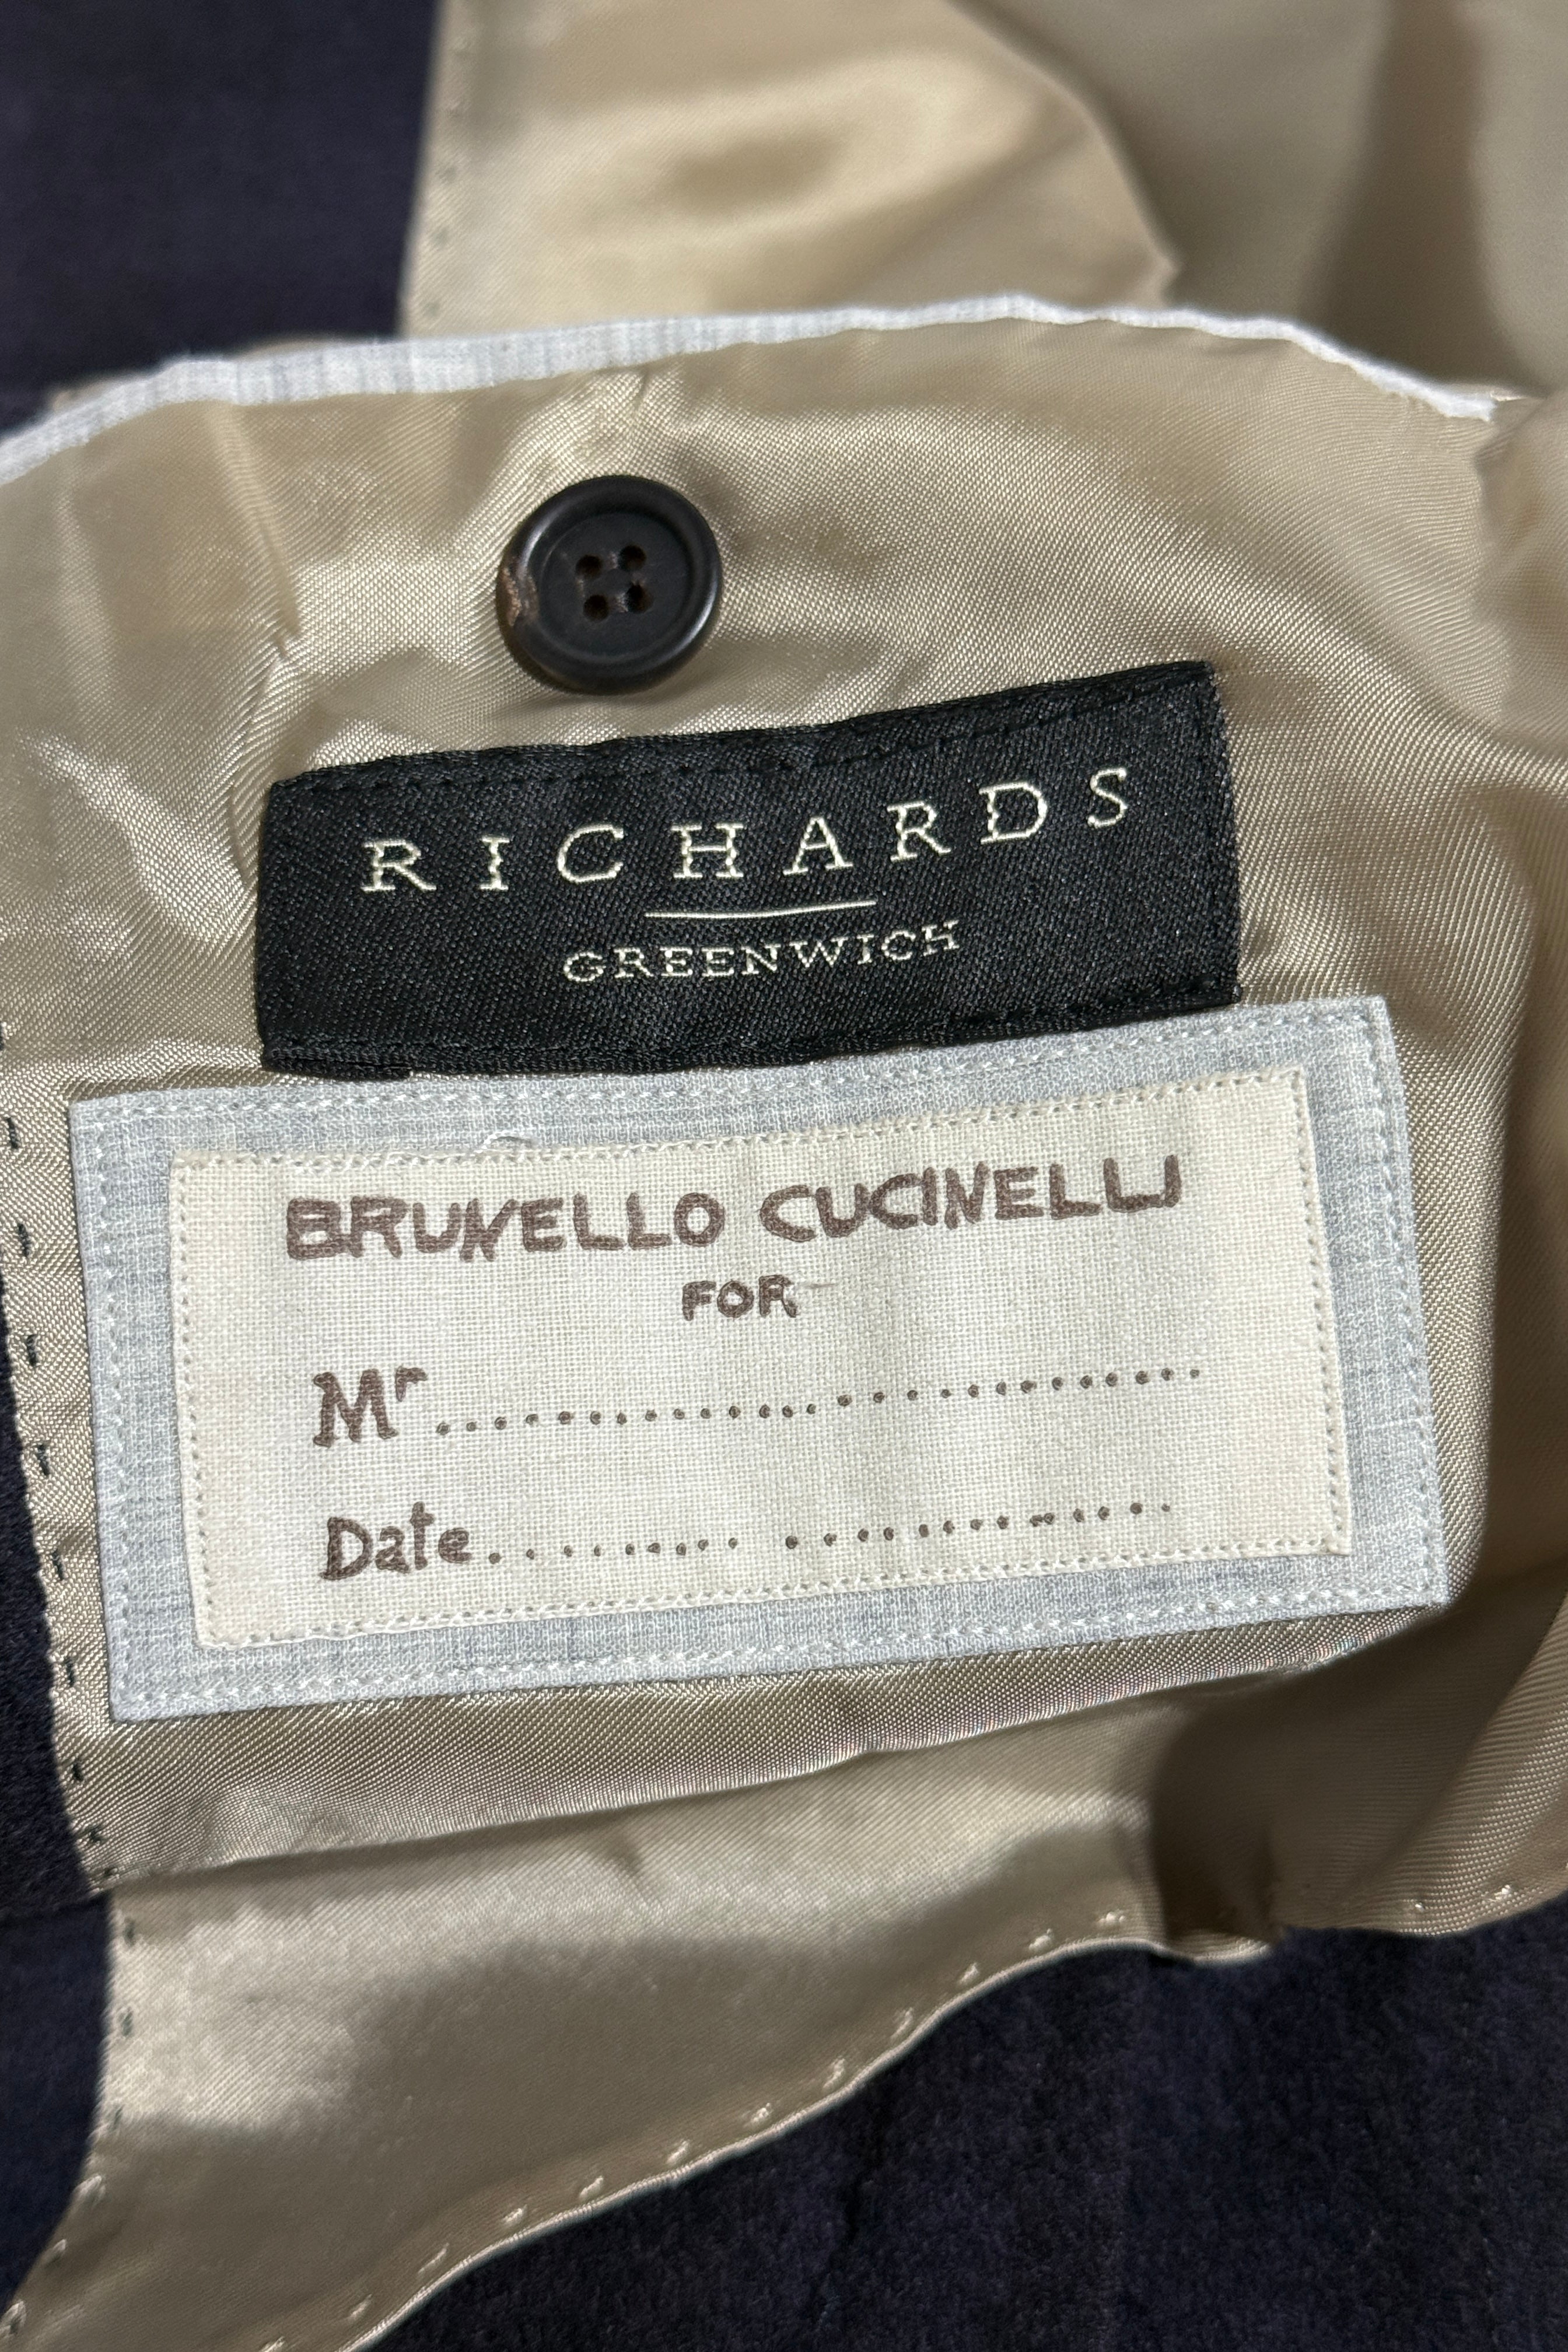 RICHARDS
GREENWICH
BRUNELLO CUCINELLI
FOR
Mr..............................
Date......... ..............